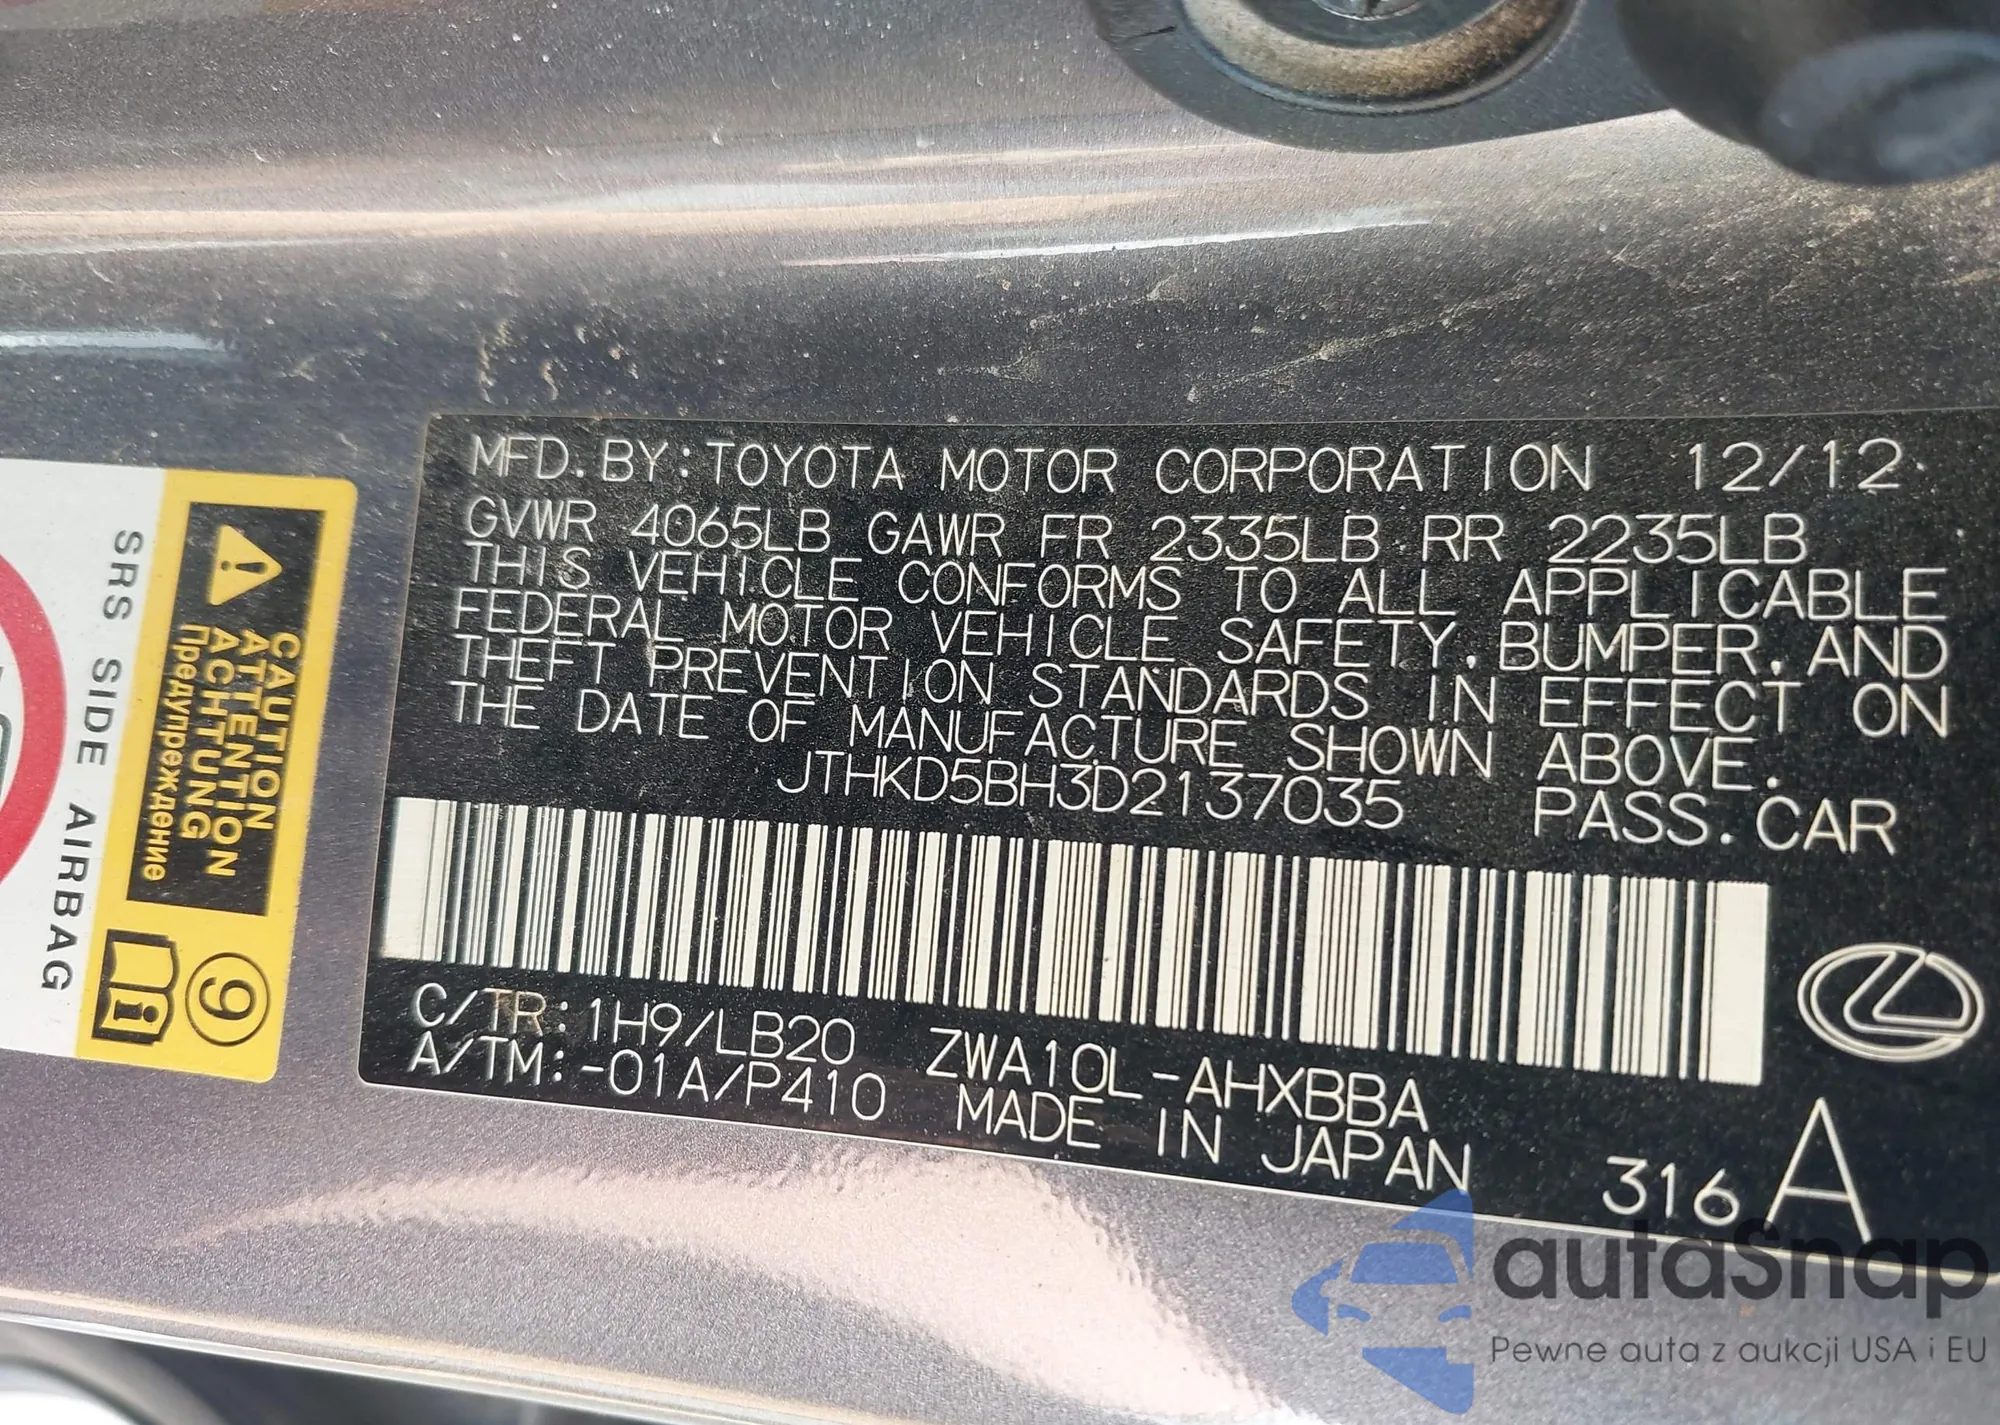 MFD.BY:TOYOTA MOTOR CORPORATION 12/12
GVWR 4065LB GAWR FR 2335LB RR 2235LB
THIS VEHICLE CONFORMS TO ALL APPLICABLE
FEDERAL MOTOR VEHICLE SAFETY,BUMPER,AND
THEFT PREVENTION STANDARDS IN EFFECT ON
THE DATE OF MANUFACTURE SHOWN ABOVE.
JTHKD5BH3D2137035 PASS.CAR
C/TR:1H9/LB20 ZWA10L-AHXBBA
A/TM:-01A/P410 MADE IN JAPAN 316 A
CAUTION
ATTENTION
ACHTUNG
Предупреждение
9
i
SRS SIDE AIRBAG
autaSnap
Pewne auta z aukcji USA i EU